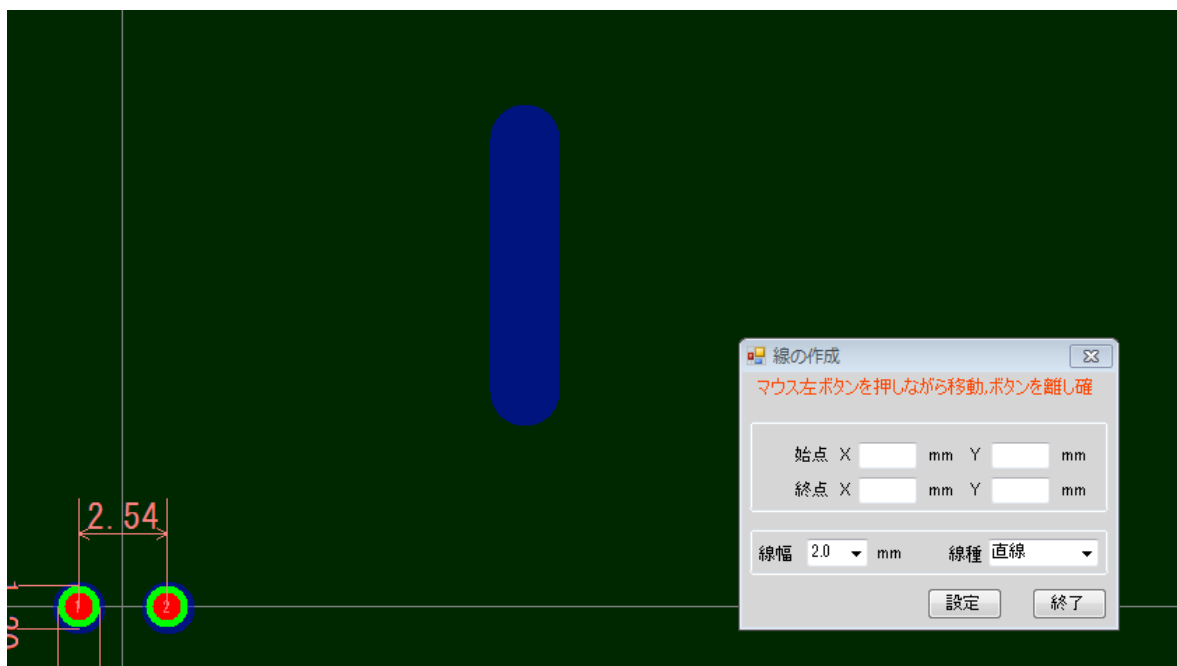 線の作成
マウス左ボタンを押しながら移動,ボタンを離し確
始点 X mm Y mm
終点 X mm Y mm
2.54
線幅 2.0 mm 線種 直線
設定 終了
1 2